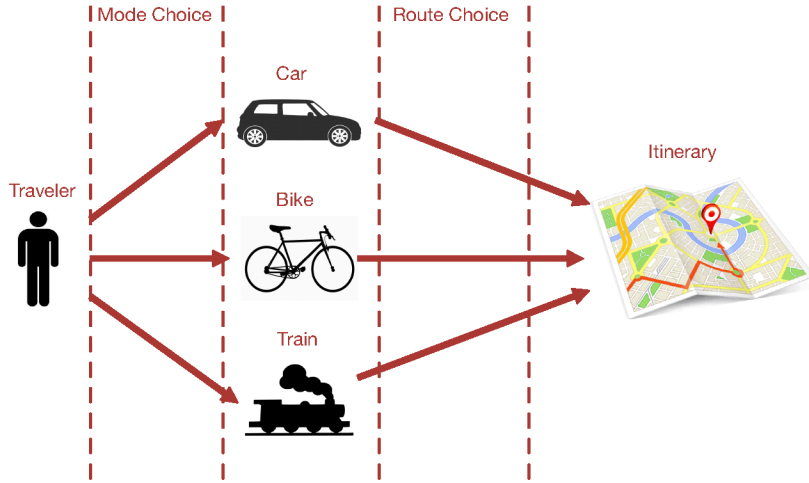 Mode Choice
Route Choice
Car
Itinerary
Traveler
Bike
Train